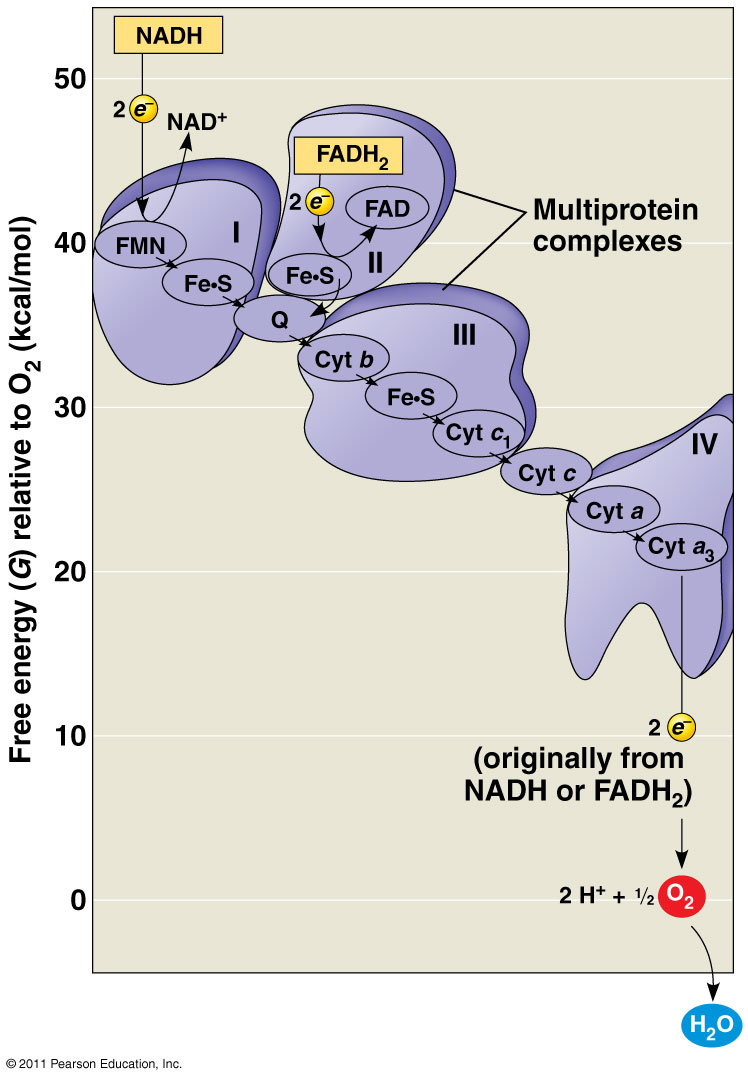 NADH
50
2 e⁻
NAD⁺
FADH₂
2 e⁻
FAD
Multiprotein
complexes
I
40
FMN
II
Fe•S
Fe•S
Q
III
Cyt b
Fe•S
30
Cyt c₁
IV
Cyt c
Cyt a
Cyt a₃
20
Free energy (G) relative to O₂ (kcal/mol)
10
2 e⁻
(originally from
NADH or FADH₂)
0
2 H⁺ + ½ O₂
H₂O
© 2011 Pearson Education, Inc.